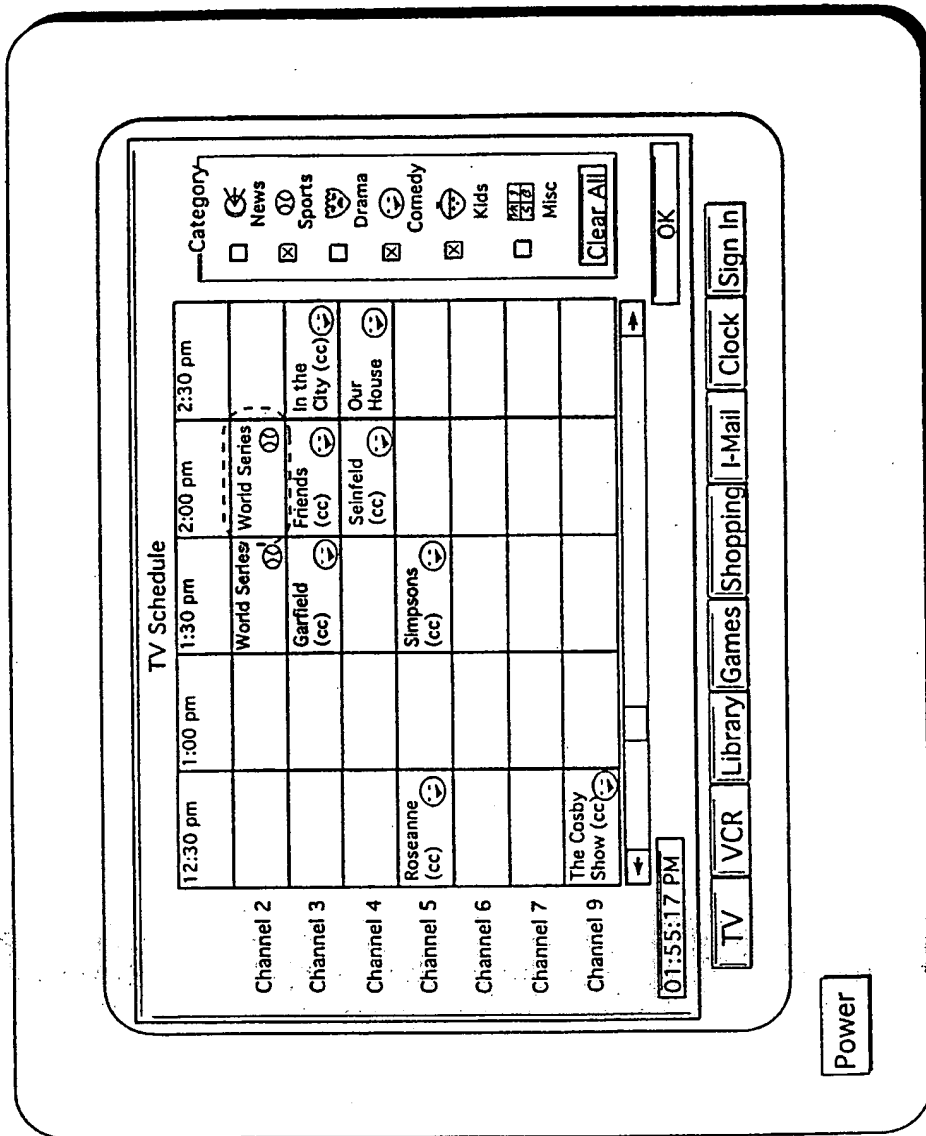 TV Schedule
12:30 pm 1:00 pm 1:30 pm 2:00 pm 2:30 pm
Channel 2 World Series World Series
Channel 3 Garfield (cc) Friends (cc) In the City (cc)
Channel 4 Seinfeld (cc) Our House
Channel 5 Roseanne (cc) Simpsons (cc)
Channel 6
Channel 7
Channel 9 The Cosby Show (cc)
Category
News
Sports
Drama
Comedy
Kids
Misc
Clear All
01:55:17 PM
OK
TV VCR Library Games Shopping I-Mail Clock Sign In
Power